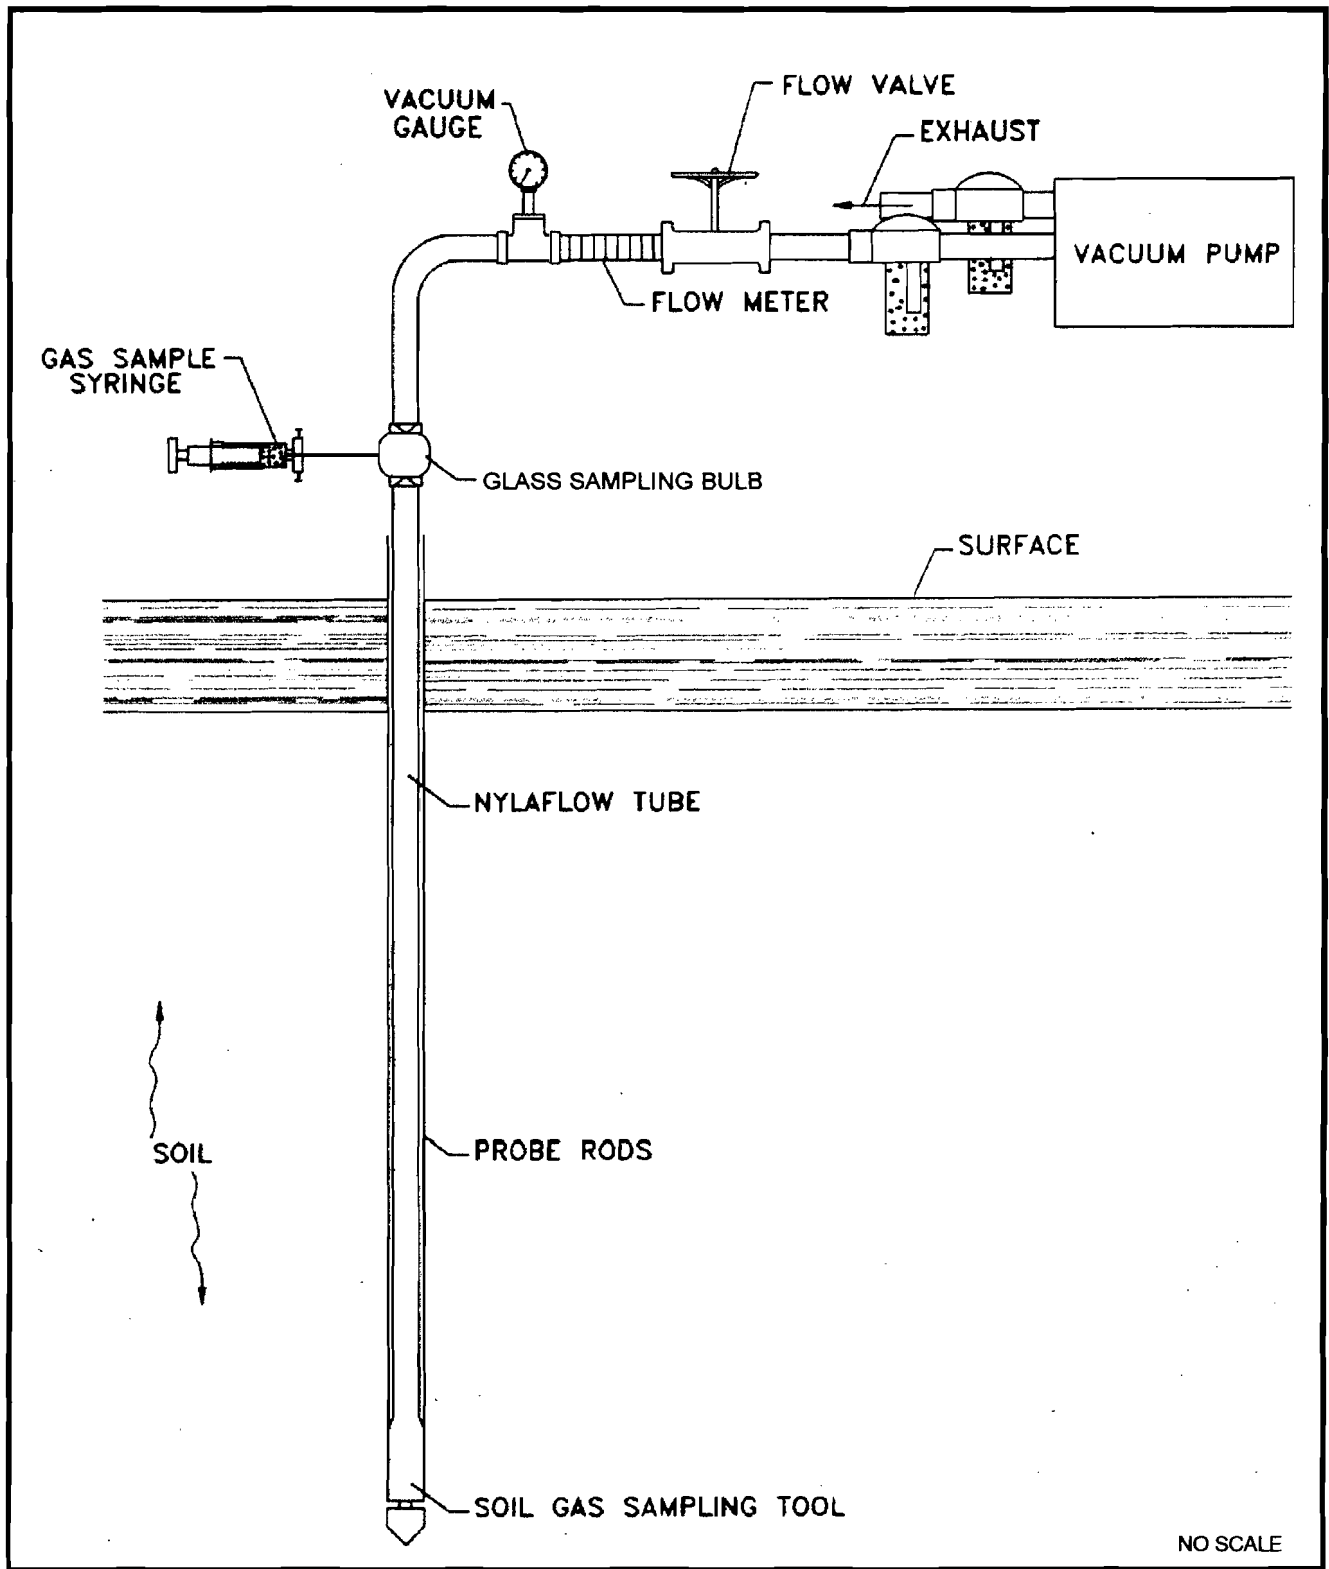 FLOW VALVE
VACUUM
GAUGE
EXHAUST
VACUUM PUMP
FLOW METER
GAS SAMPLE
SYRINGE
GLASS SAMPLING BULB
SURFACE
NYLAFLOW TUBE
SOIL
PROBE RODS
SOIL GAS SAMPLING TOOL
NO SCALE